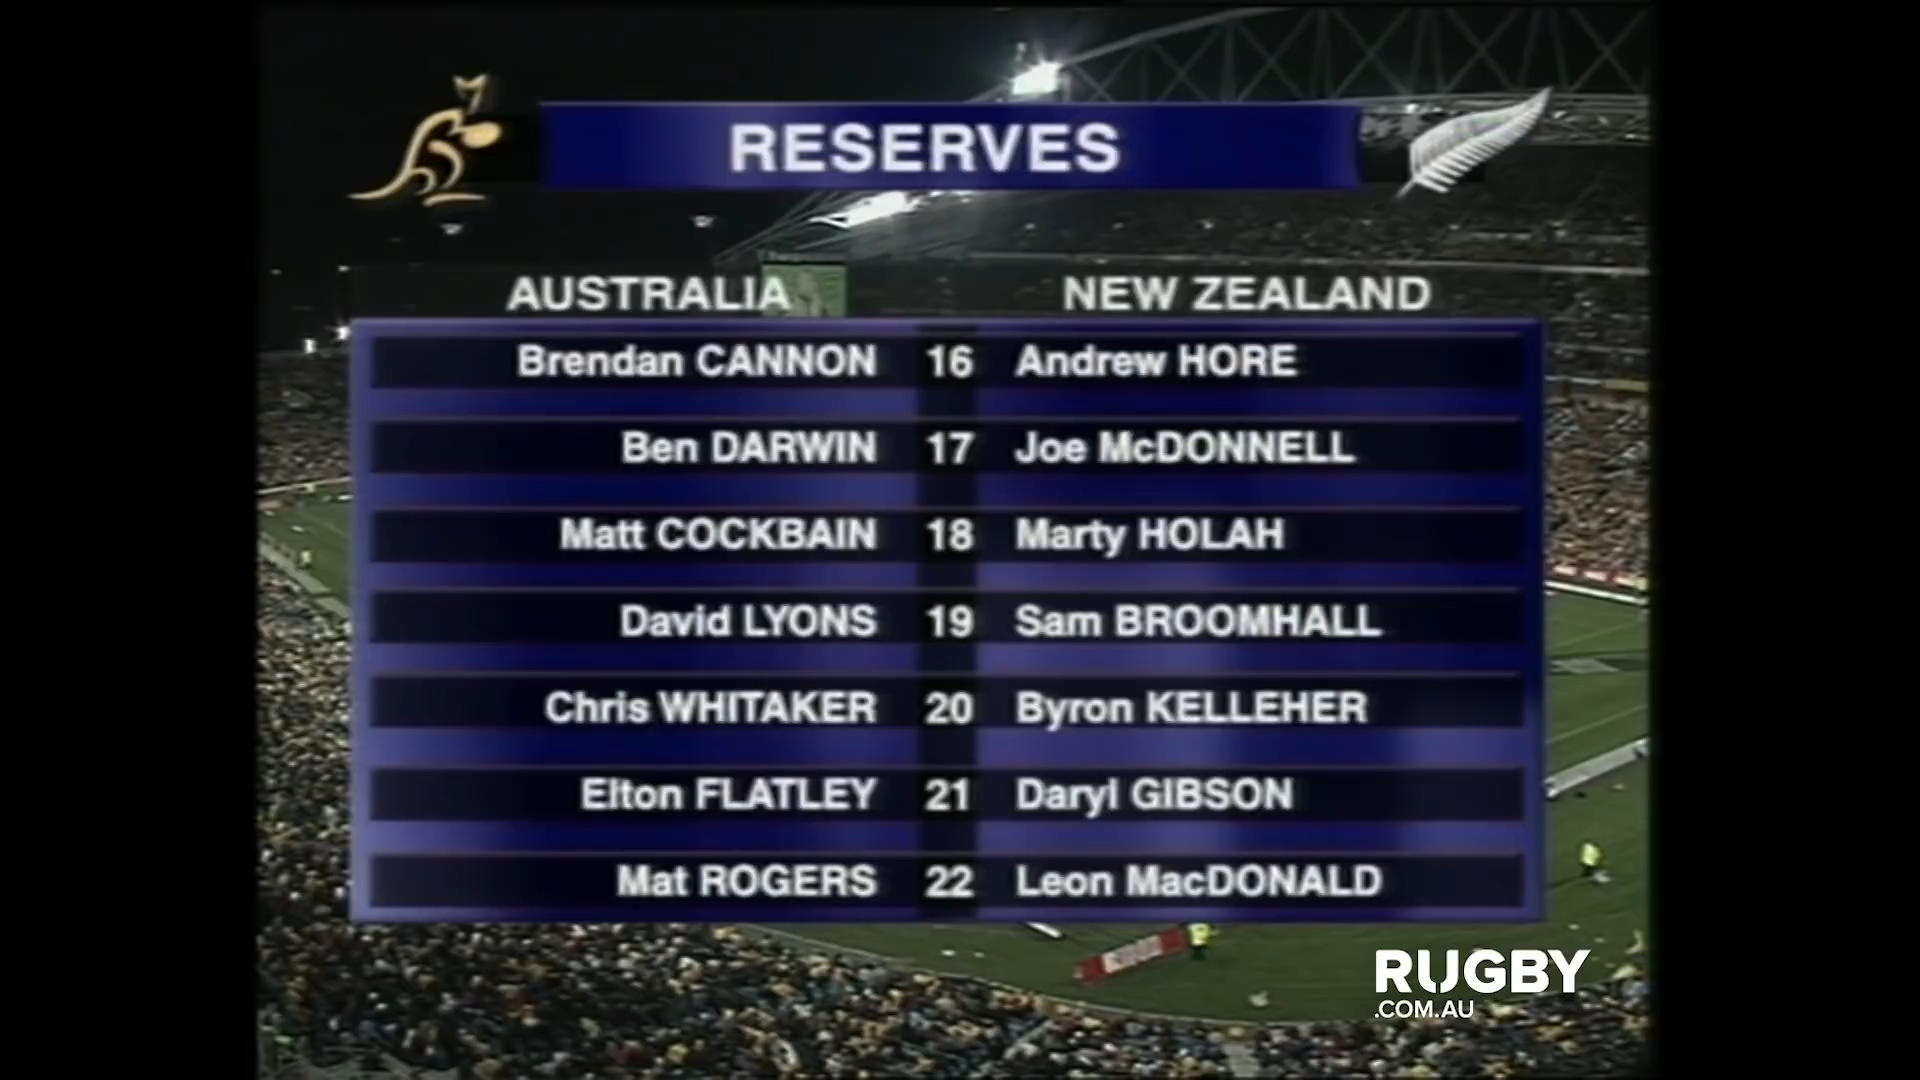 RESERVES
AUSTRALIA NEW ZEALAND
Brendan CANNON 16 Andrew HORE
Ben DARWIN 17 Joe McDONNELL
Matt COCKBAIN 18 Marty HOLAH
David LYONS 19 Sam BROOMHALL
Chris WHITAKER 20 Byron KELLEHER
Elton FLATLEY 21 Daryl GIBSON
Mat ROGERS 22 Leon MacDONALD
RUGBY
.COM.AU